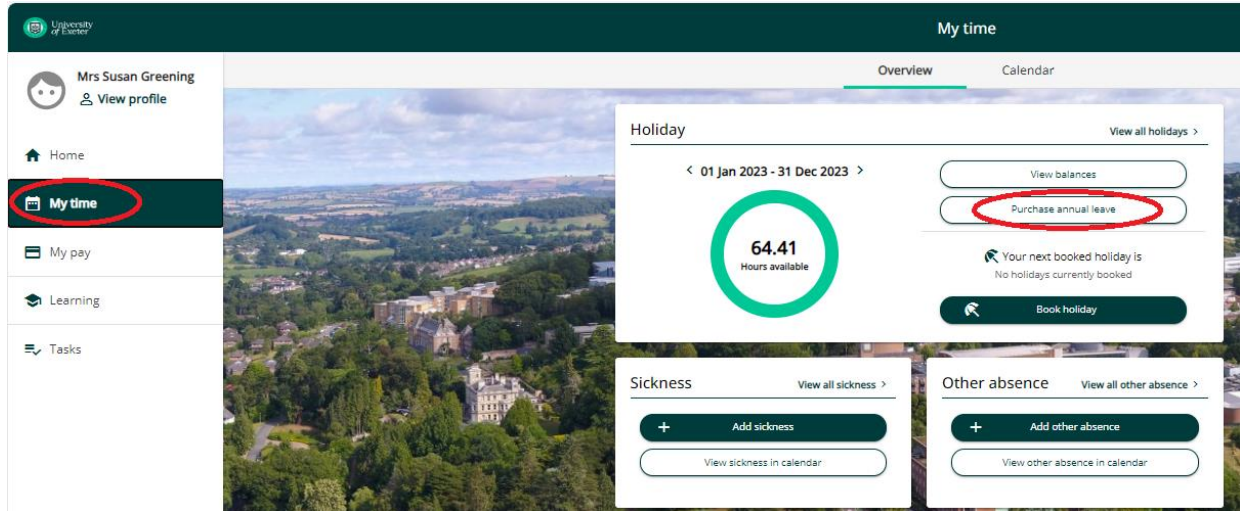 University
of Exeter
My time
Mrs Susan Greening
View profile
Home
My time
My pay
Learning
Tasks
Overview
Calendar
Holiday
View all holidays >
< 01 Jan 2023 - 31 Dec 2023 >
64.41
Hours available
View balances
Purchase annual leave
Your next booked holiday is
No holidays currently booked
Book holiday
Sickness
View all sickness >
+ Add sickness
View sickness in calendar
Other absence
View all other absence >
+ Add other absence
View other absence in calendar